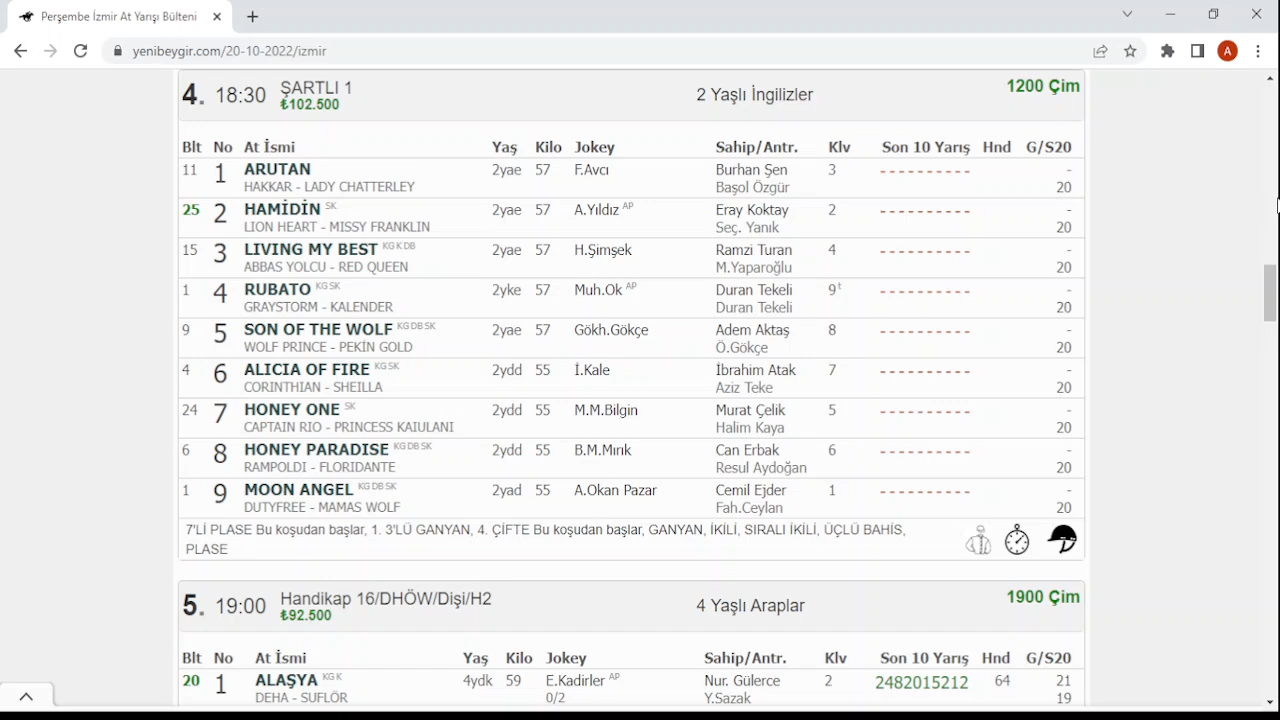 Perşembe İzmir At Yarışı Bülteni
yenibeygir.com/20-10-2022/izmir
A
4. 18:30 ŞARTLI 1 2 Yaşlı İngilizler 1200 Çim
₺102.500
Blt No At İsmi Yaş Kilo Jokey Sahip/Antr. Klv Son 10 Yarış Hnd G/S20
11 1 ARUTAN 2yae 57 F.Avcı Burhan Şen 3 ---------- -
HAKKAR - LADY CHATTERLEY Başol Özgür 20
25 2 HAMİDİN SK 2yae 57 A.Yıldız AP Eray Koktay 2 ---------- -
LION HEART - MISSY FRANKLIN Seç. Yanık 20
15 3 LIVING MY BEST KG K DB 2yae 57 H.Şimşek Ramzi Turan 4 ---------- -
ABBAS YOLCU - RED QUEEN M.Yaparoğlu 20
1 4 RUBATO KG SK 2yke 57 Muh.Ok AP Duran Tekeli 9t ---------- -
GRAYSTORM - KALENDER Duran Tekeli 20
9 5 SON OF THE WOLF KG DB SK 2yae 57 Gökh.Gökçe Adem Aktaş 8 ---------- -
WOLF PRINCE - PEKİN GOLD Ö.Gökçe 20
4 6 ALICIA OF FIRE KG SK 2ydd 55 İ.Kale İbrahim Atak 7 ---------- -
CORINTHIAN - SHEILLA Aziz Teke 20
24 7 HONEY ONE SK 2ydd 55 M.M.Bilgin Murat Çelik 5 ---------- -
CAPTAIN RIO - PRINCESS KAIULANI Halim Kaya 20
6 8 HONEY PARADISE KG DB SK 2ydd 55 B.M.Mırık Can Erbak 6 ---------- -
RAMPOLDI - FLORIDANTE Resul Aydoğan 20
1 9 MOON ANGEL KG DB SK 2yad 55 A.Okan Pazar Cemil Ejder 1 ---------- -
DUTYFREE - MAMAS WOLF Fah.Ceylan 20
7'Lİ PLASE Bu koşudan başlar, 1. 3'LÜ GANYAN, 4. ÇİFTE Bu koşudan başlar, GANYAN, İKİLİ, SIRALI İKİLİ, ÜÇLÜ BAHİS,
PLASE
5. 19:00 Handikap 16/DHÖW/Dişi/H2 4 Yaşlı Araplar 1900 Çim
₺92.500
Blt No At İsmi Yaş Kilo Jokey Sahip/Antr. Klv Son 10 Yarış Hnd G/S20
20 1 ALAŞYA KG K 4ydk 59 E.Kadirler AP Nur. Gülerce 2 2482015212 64 21
DEHA - SUFLÖR 0/2 Y.Sazak 19